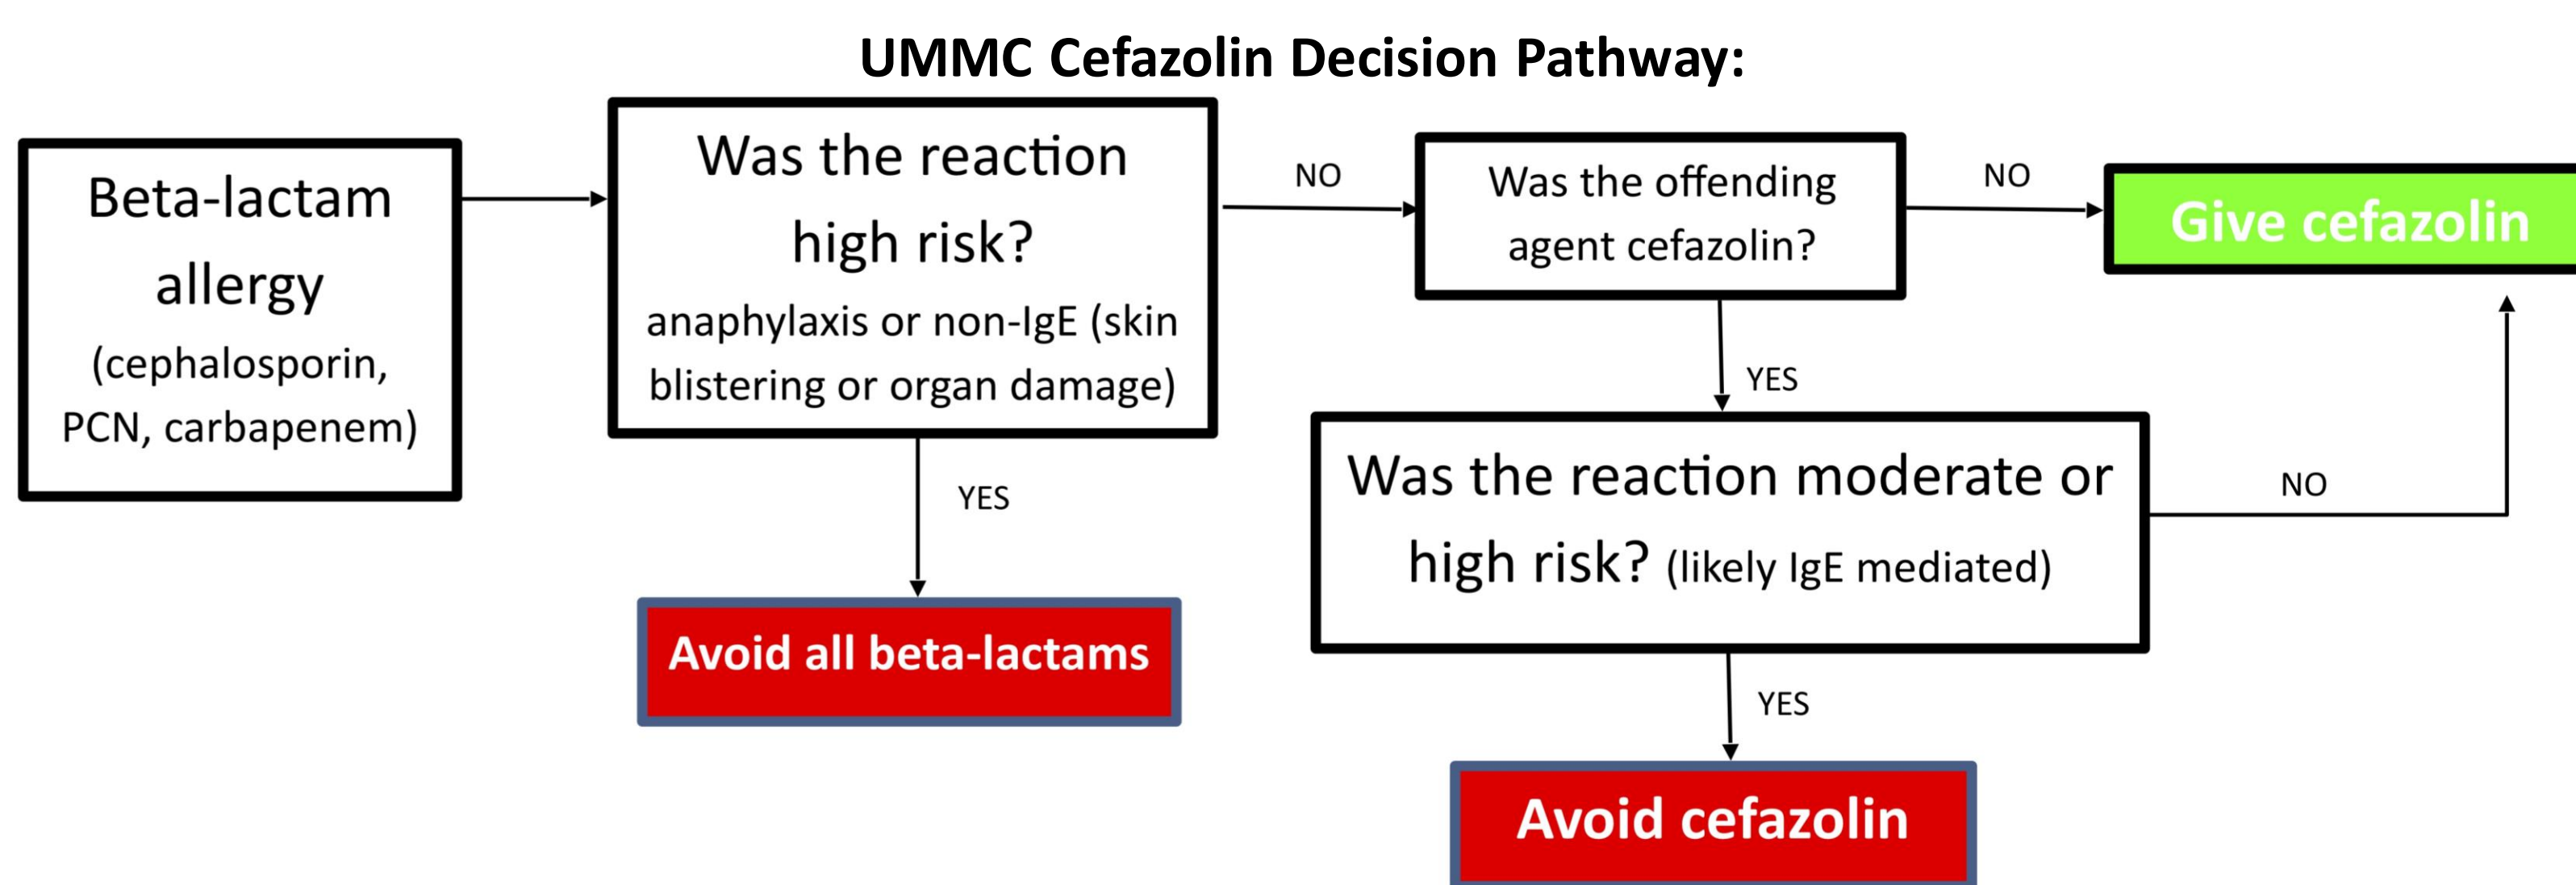 UMMC Cefazolin Decision Pathway:
Beta-lactam
allergy
(cephalosporin,
PCN, carbapenem)
Was the reaction
high risk?
anaphylaxis or non-IgE (skin
blistering or organ damage)
NO
Was the offending
agent cefazolin?
NO
Give cefazolin
YES
Avoid all beta-lactams
YES
Was the reaction moderate or
high risk? (likely IgE mediated)
NO
YES
Avoid cefazolin